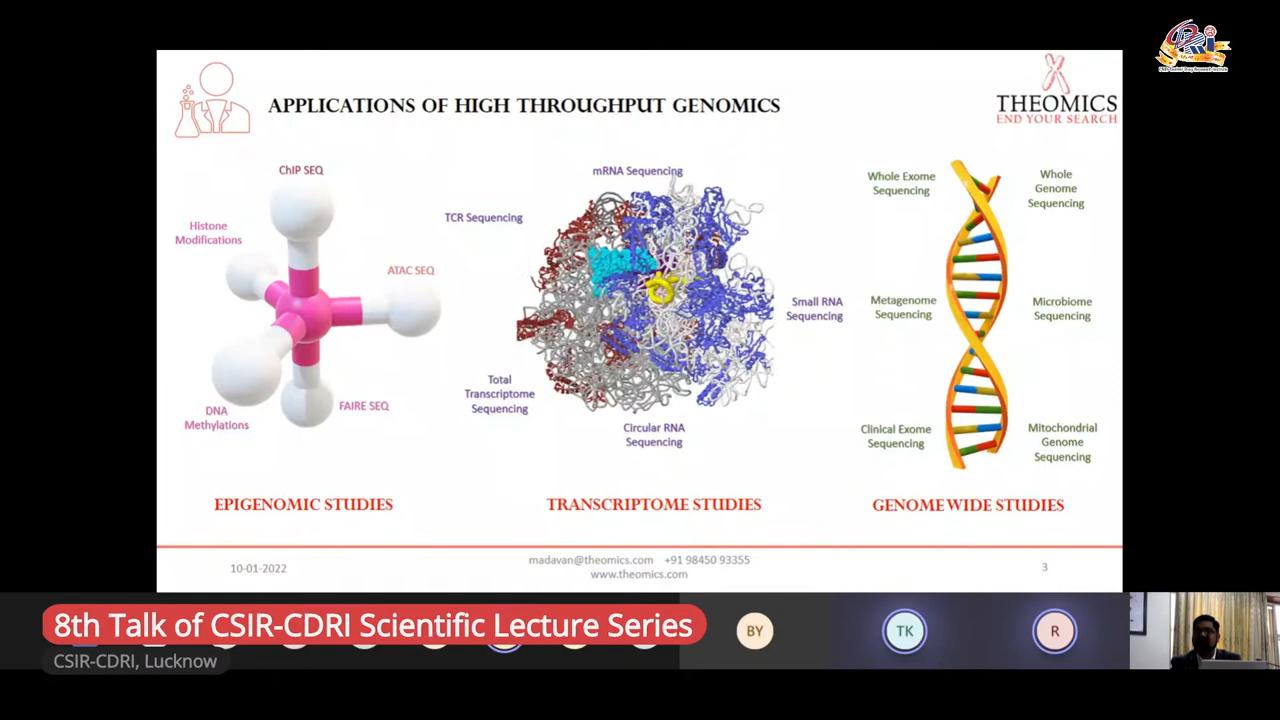 APPLICATIONS OF HIGH THROUGHPUT GENOMICS
THEOMICS
END YOUR SEARCH
ChIP SEQ
Histone
Modifications
ATAC SEQ
DNA
Methylations
FAIRE SEQ
EPIGENOMIC STUDIES
mRNA Sequencing
TCR Sequencing
Small RNA
Sequencing
Total
Transcriptome
Sequencing
Circular RNA
Sequencing
TRANSCRIPTOME STUDIES
Whole Exome
Sequencing
Whole
Genome
Sequencing
Metagenome
Sequencing
Microbiome
Sequencing
Clinical Exome
Sequencing
Mitochondrial
Genome
Sequencing
GENOME WIDE STUDIES
10-01-2022
madavan@theomics.com +91 98450 93355
www.theomics.com
3
8th Talk of CSIR-CDRI Scientific Lecture Series
CSIR-CDRI, Lucknow
BY
TK
R